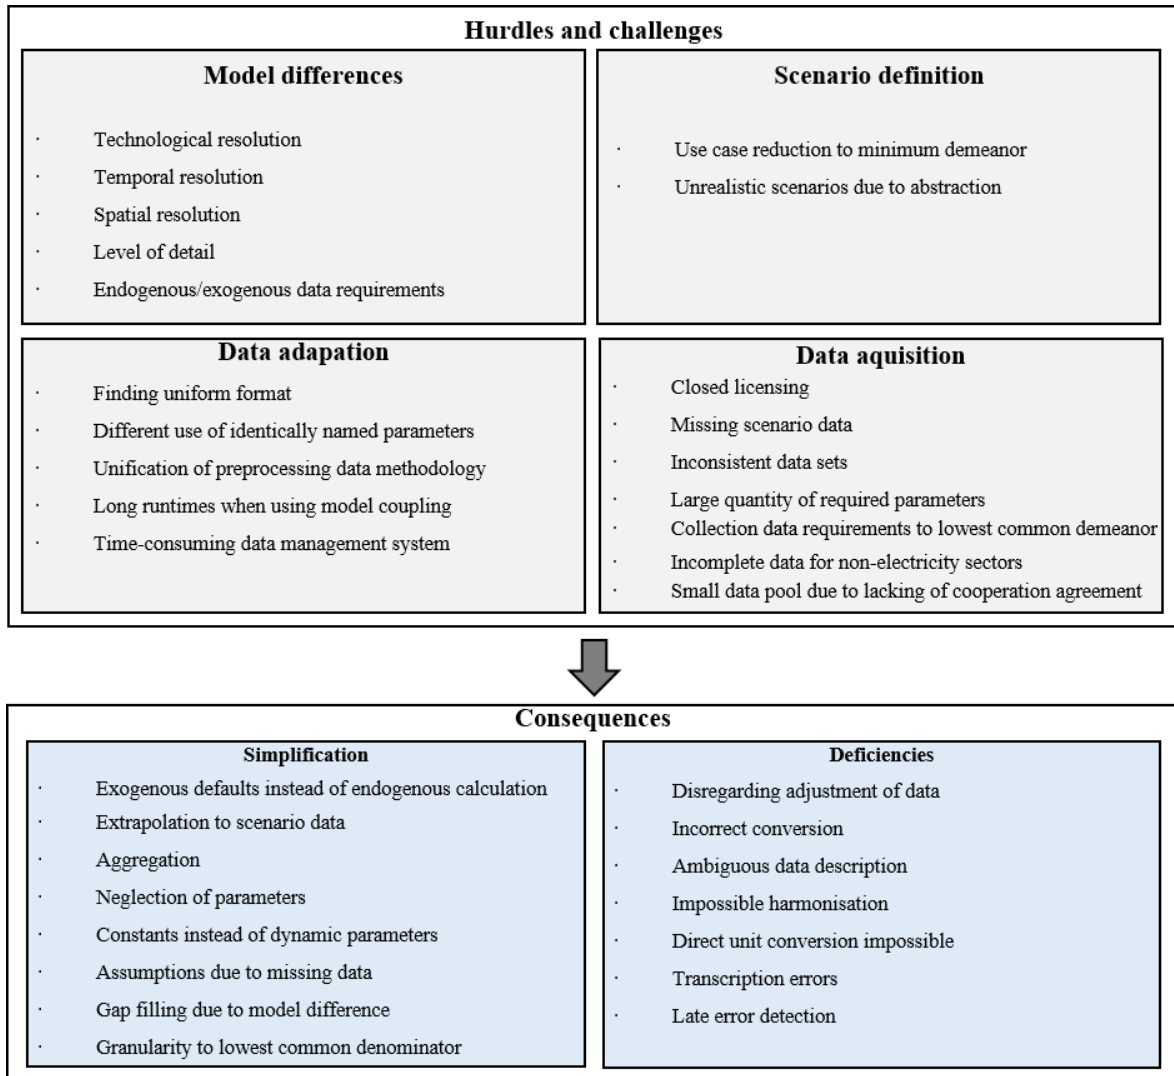 Hurdles and challenges
Model differences
· Technological resolution
· Temporal resolution
· Spatial resolution
· Level of detail
· Endogenous/exogenous data requirements
Scenario definition
· Use case reduction to minimum demeanor
· Unrealistic scenarios due to abstraction
Data adapation
· Finding uniform format
· Different use of identically named parameters
· Unification of preprocessing data methodology
· Long runtimes when using model coupling
· Time-consuming data management system
Data aquisition
· Closed licensing
· Missing scenario data
· Inconsistent data sets
· Large quantity of required parameters
· Collection data requirements to lowest common demeanor
· Incomplete data for non-electricity sectors
· Small data pool due to lacking of cooperation agreement
Consequences
Simplification
· Exogenous defaults instead of endogenous calculation
· Extrapolation to scenario data
· Aggregation
· Neglection of parameters
· Constants instead of dynamic parameters
· Assumptions due to missing data
· Gap filling due to model difference
· Granularity to lowest common denominator
Deficiencies
· Disregarding adjustment of data
· Incorrect conversion
· Ambiguous data description
· Impossible harmonisation
· Direct unit conversion impossible
· Transcription errors
· Late error detection